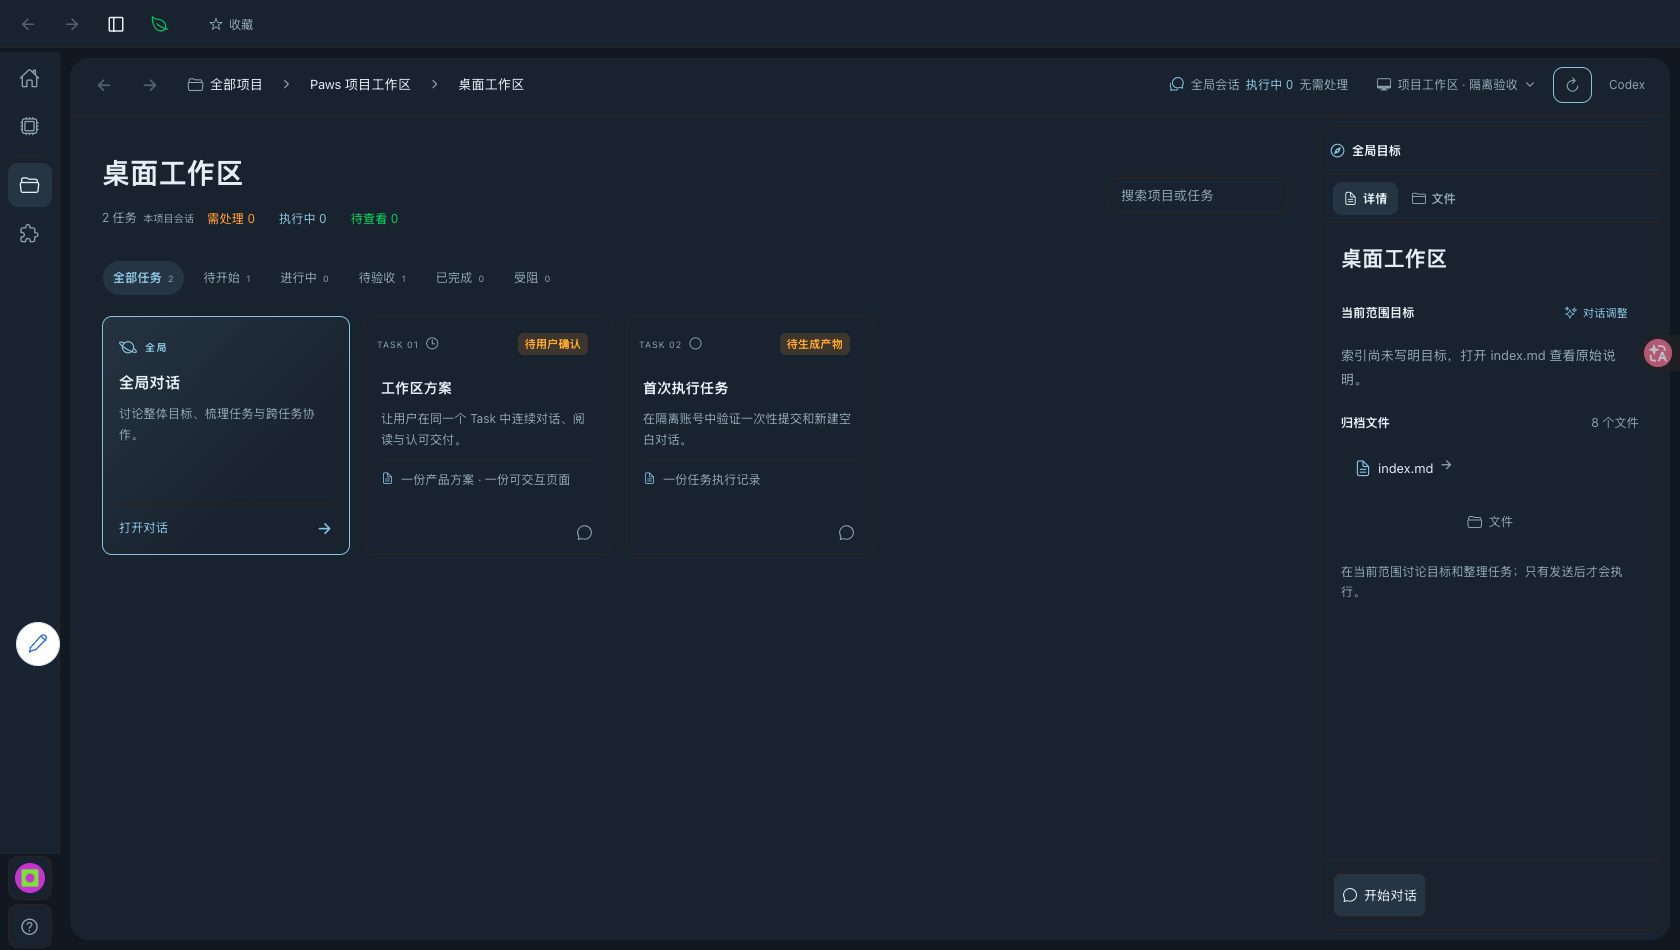 收藏
全部项目 Paws 项目工作区 桌面工作区
全局会话 执行中 0 无需处理 项目工作区 · 隔离验收 Codex
桌面工作区
2 任务 本项目会话 需处理 0 执行中 0 待查看 0
搜索项目或任务
全部任务 2 待开始 1 进行中 0 待验收 1 已完成 0 受阻 0
全局
全局对话
讨论整体目标、梳理任务与跨任务协
作。
打开对话
TASK 01 待用户确认
工作区方案
让用户在同一个 Task 中连续对话、阅
读与认可交付。
一份产品方案 · 一份可交互页面
TASK 02 待生成产物
首次执行任务
在隔离账号中验证一次性提交和新建空
白对话。
一份任务执行记录
全局目标
详情 文件
桌面工作区
当前范围目标 对话调整
索引尚未写明目标，打开 index.md 查看原始说
明。
归档文件 8 个文件
index.md
文件
在当前范围讨论目标和整理任务；只有发送后才会执
行。
开始对话